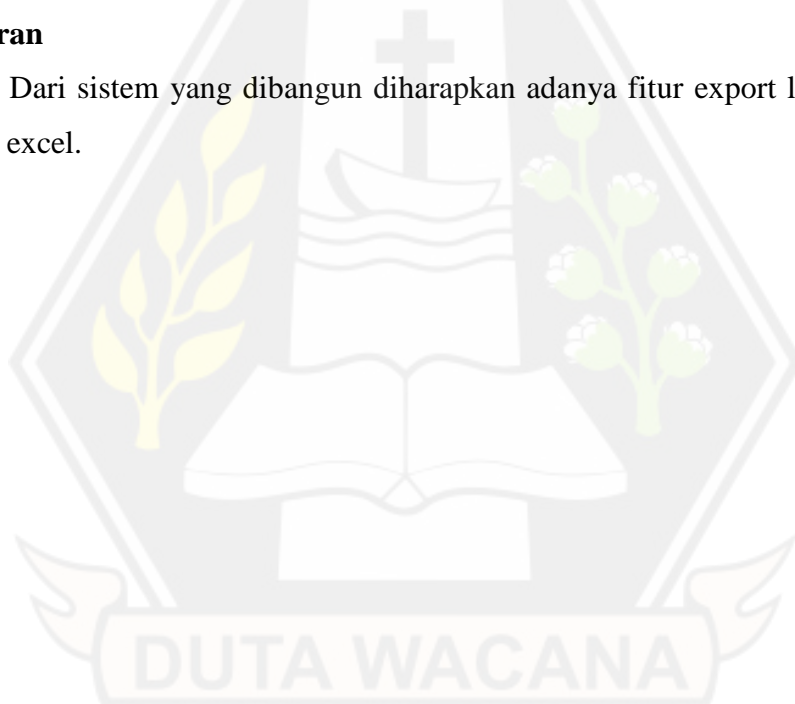 ran
Dari sistem yang dibangun diharapkan adanya fitur export l
excel.
DUTA WACANA